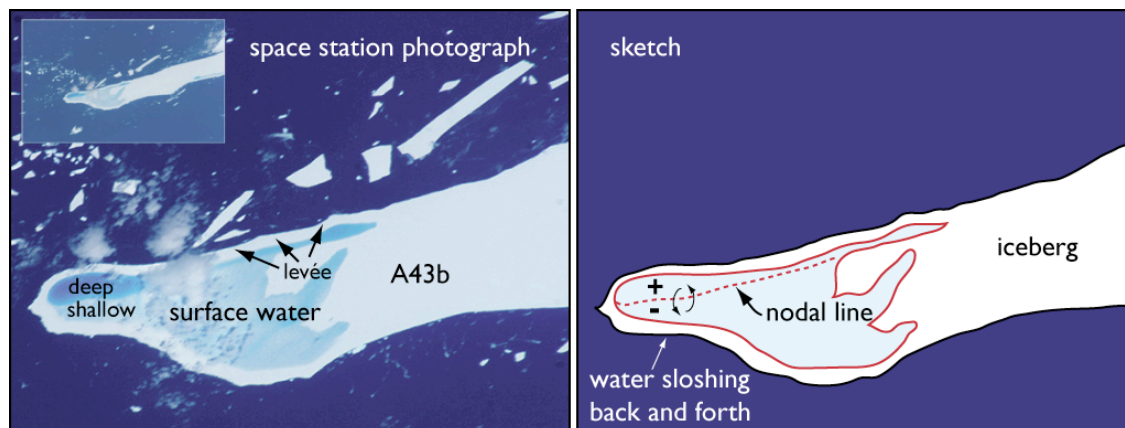 space station photograph
levée
A43b
deep
shallow
surface water
sketch
iceberg
+
-
nodal line
water sloshing
back and forth